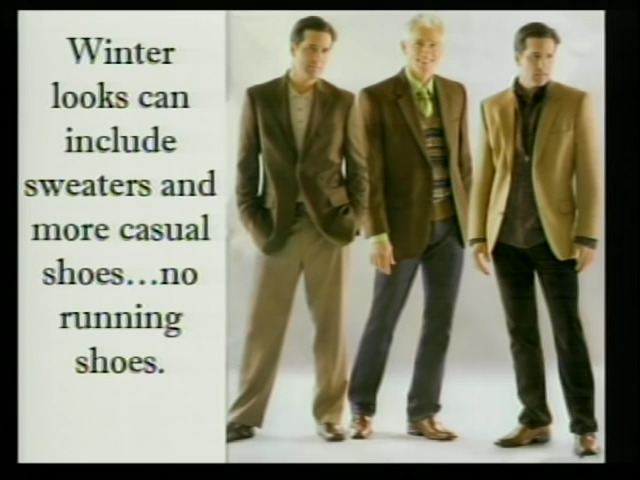 Winter
looks can
include
sweaters and
more casual
shoes...no
running
shoes.